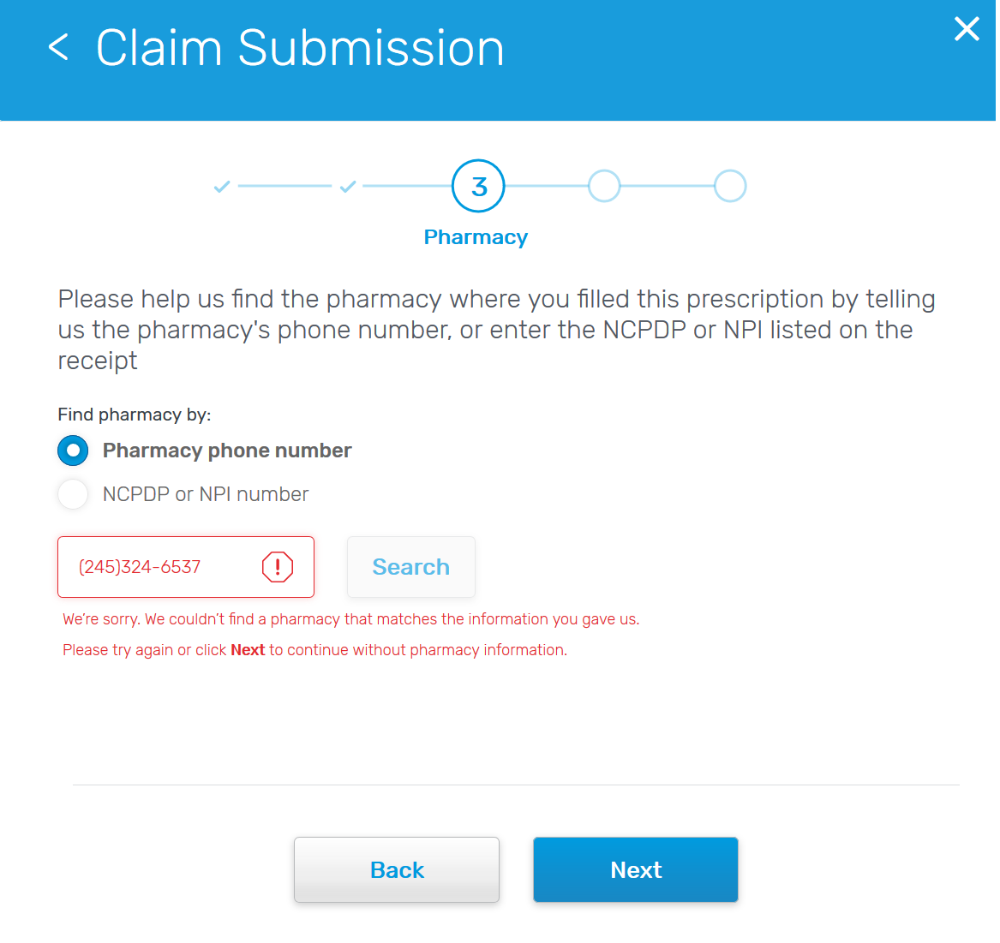 Claim Submission
3
Pharmacy
Please help us find the pharmacy where you filled this prescription by telling
us the pharmacy's phone number, or enter the NCPDP or NPI listed on the
receipt
Find pharmacy by:
Pharmacy phone number
NCPDP or NPI number
(245)324-6537
Search
We're sorry. We couldn't find a pharmacy that matches the information you gave us.
Please try again or click Next to continue without pharmacy information.
Back
Next